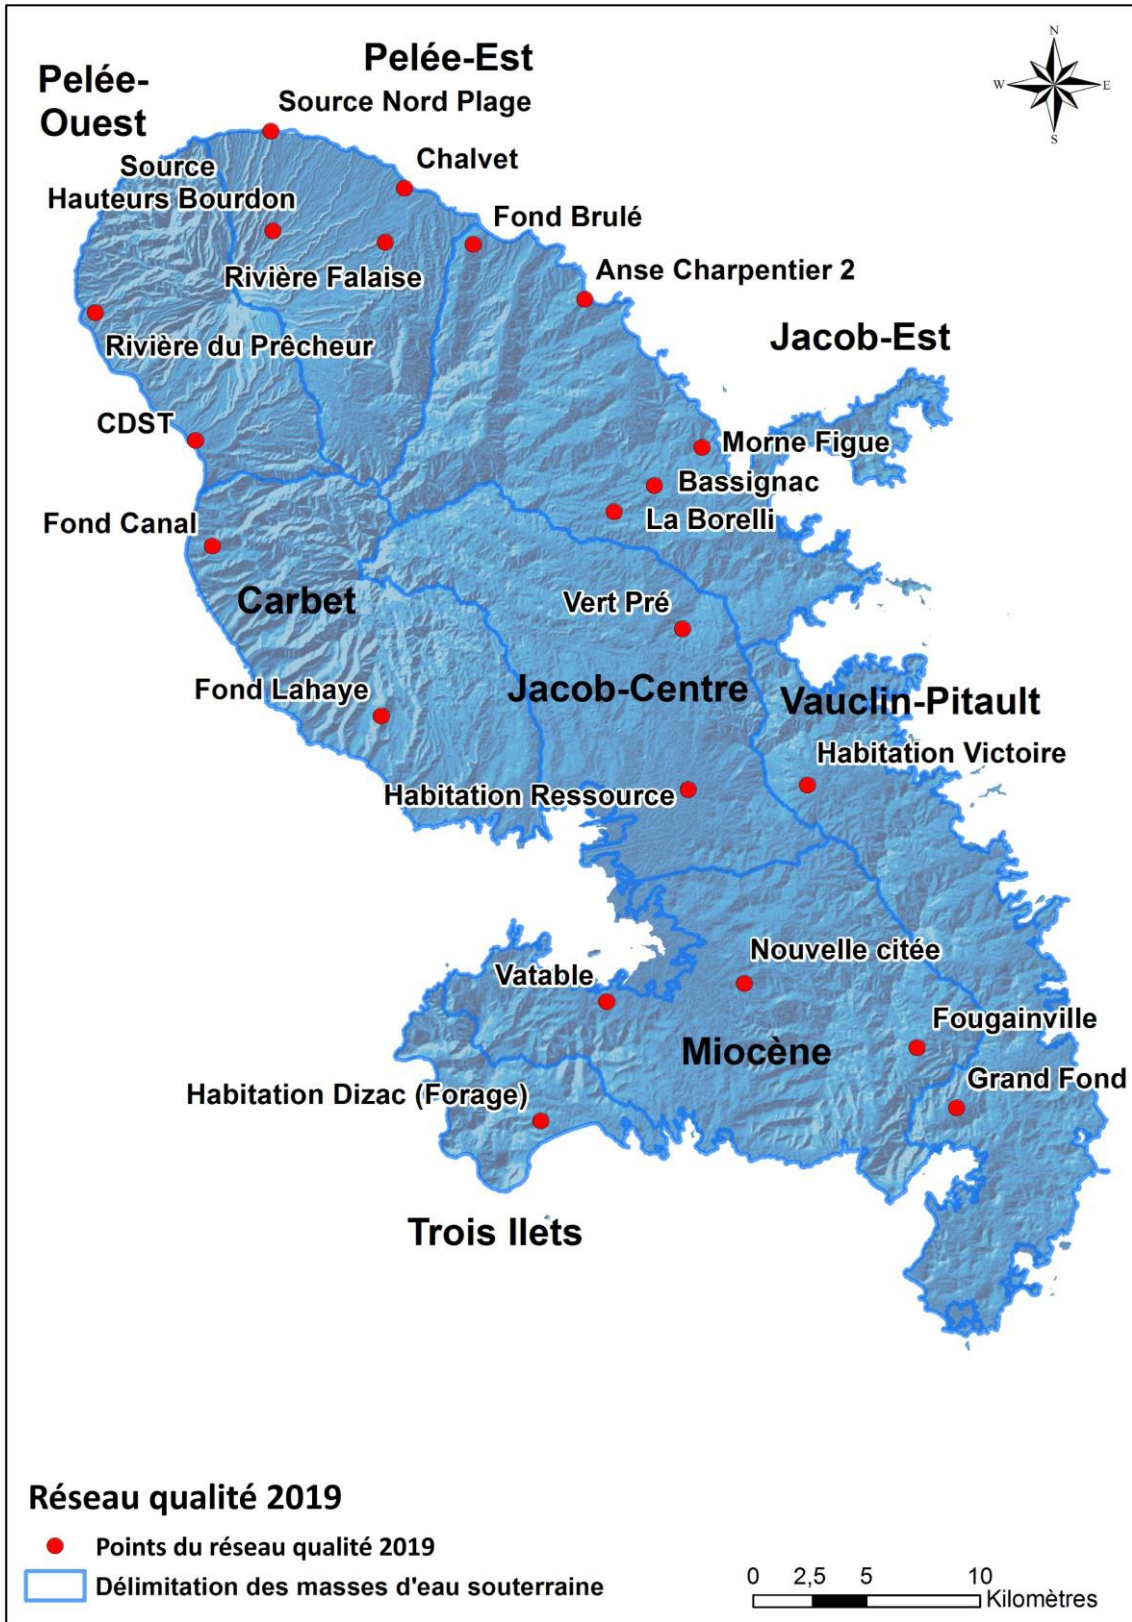 N
W
E
S
Pelée-Est
Pelée-
Ouest
Source Nord Plage
Source
Hauteurs Bourdon
Chalvet
Fond Brulé
Rivière Falaise
Anse Charpentier 2
Rivière du Prêcheur
Jacob-Est
CDST
Morne Figue
Bassignac
La Borelli
Fond Canal
Carbet
Vert Pré
Fond Lahaye
Jacob-Centre
Vauclin-Pitault
Habitation Victoire
Habitation Ressource
Nouvelle citée
Vatable
Fougainville
Miocène
Grand Fond
Habitation Dizac (Forage)
Trois Ilets
Réseau qualité 2019
Points du réseau qualité 2019
Délimitation des masses d'eau souterraine
0 2,5 5 10
Kilomètres